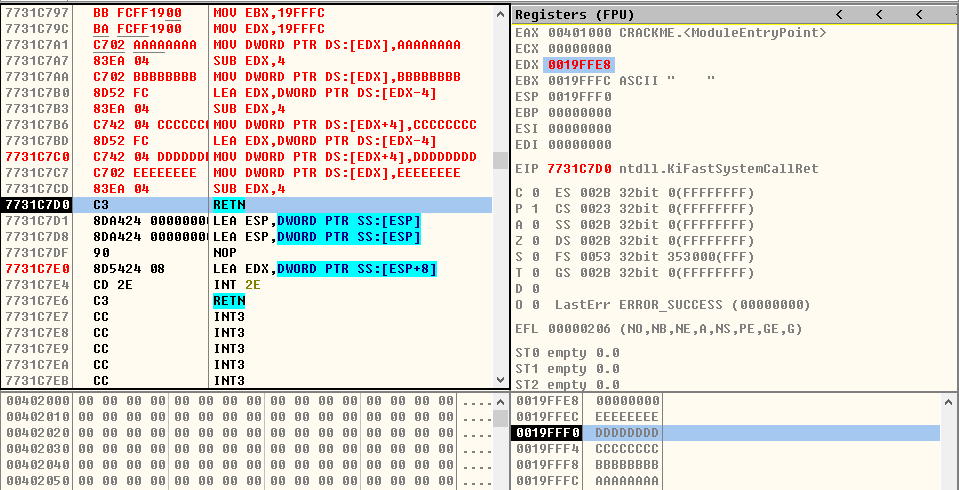 7731C797 BB FCFF1900 MOV EBX,19FFFC
7731C79C BA FCFF1900 MOV EDX,19FFFC
7731C7A1 C702 AAAAAAAA MOV DWORD PTR DS:[EDX],AAAAAAAA
7731C7A7 83EA 04 SUB EDX,4
7731C7AA C702 BBBBBBBB MOV DWORD PTR DS:[EDX],BBBBBBBB
7731C7B0 8D52 FC LEA EDX,DWORD PTR DS:[EDX-4]
7731C7B3 83EA 04 SUB EDX,4
7731C7B6 C742 04 CCCCCCC MOV DWORD PTR DS:[EDX+4],CCCCCCCC
7731C7BD 8D52 FC LEA EDX,DWORD PTR DS:[EDX-4]
7731C7C0 C742 04 DDDDDDD MOV DWORD PTR DS:[EDX+4],DDDDDDDD
7731C7C7 C702 EEEEEEEE MOV DWORD PTR DS:[EDX],EEEEEEEE
7731C7CD 83EA 04 SUB EDX,4
7731C7D0 C3 RETN
7731C7D1 8DA424 0000000 LEA ESP,DWORD PTR SS:[ESP]
7731C7D8 8DA424 0000000 LEA ESP,DWORD PTR SS:[ESP]
7731C7DF 90 NOP
7731C7E0 8D5424 08 LEA EDX,DWORD PTR SS:[ESP+8]
7731C7E4 CD 2E INT 2E
7731C7E6 C3 RETN
7731C7E7 CC INT3
7731C7E8 CC INT3
7731C7E9 CC INT3
7731C7EA CC INT3
7731C7EB CC INT3
Registers (FPU) < < <
EAX 00401000 CRACKME.<ModuleEntryPoint>
ECX 00000000
EDX 0019FFE8
EBX 0019FFFC ASCII "    "
ESP 0019FFF0
EBP 00000000
ESI 00000000
EDI 00000000
EIP 7731C7D0 ntdll.KiFastSystemCallRet
C 0 ES 002B 32bit 0(FFFFFFFF)
P 1 CS 0023 32bit 0(FFFFFFFF)
A 0 SS 002B 32bit 0(FFFFFFFF)
Z 0 DS 002B 32bit 0(FFFFFFFF)
S 0 FS 0053 32bit 353000(FFF)
T 0 GS 002B 32bit 0(FFFFFFFF)
D 0
O 0 LastErr ERROR_SUCCESS (00000000)
EFL 00000206 (NO,NB,NE,A,NS,PE,GE,G)
ST0 empty 0.0
ST1 empty 0.0
ST2 empty 0.0
00402000 00 00 00 00 00 00 00 00 00 00 00 00 00 00 00 00 ....
00402010 00 00 00 00 00 00 00 00 00 00 00 00 00 00 00 00 ....
00402020 00 00 00 00 00 00 00 00 00 00 00 00 00 00 00 00 ....
00402030 00 00 00 00 00 00 00 00 00 00 00 00 00 00 00 00 ....
00402040 00 00 00 00 00 00 00 00 00 00 00 00 00 00 00 00 ....
00402050 00 00 00 00 00 00 00 00 00 00 00 00 00 00 00 00 ....
0019FFE8 00000000
0019FFEC EEEEEEEE
0019FFF0 DDDDDDDD
0019FFF4 CCCCCCCC
0019FFF8 BBBBBBBB
0019FFFC AAAAAAAA